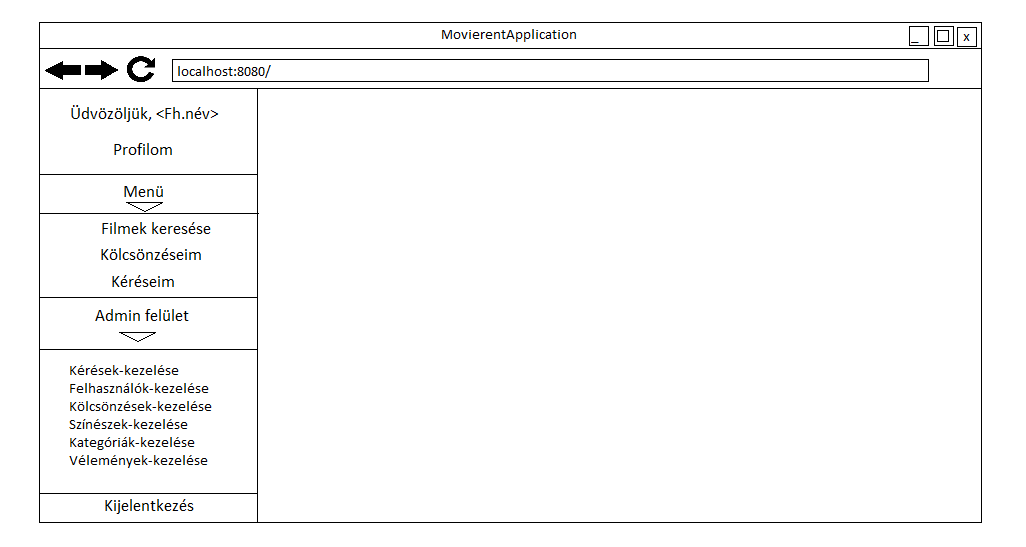 MovierentApplication
_ x
localhost:8080/
Üdvözöljük, <Fh.név>
Profilom
Menü
Filmek keresése
Kölcsönzéseim
Kéréseim
Admin felület
Kérések-kezelése
Felhasználók-kezelése
Kölcsönzések-kezelése
Színészek-kezelése
Kategóriák-kezelése
Vélemények-kezelése
Kijelentkezés